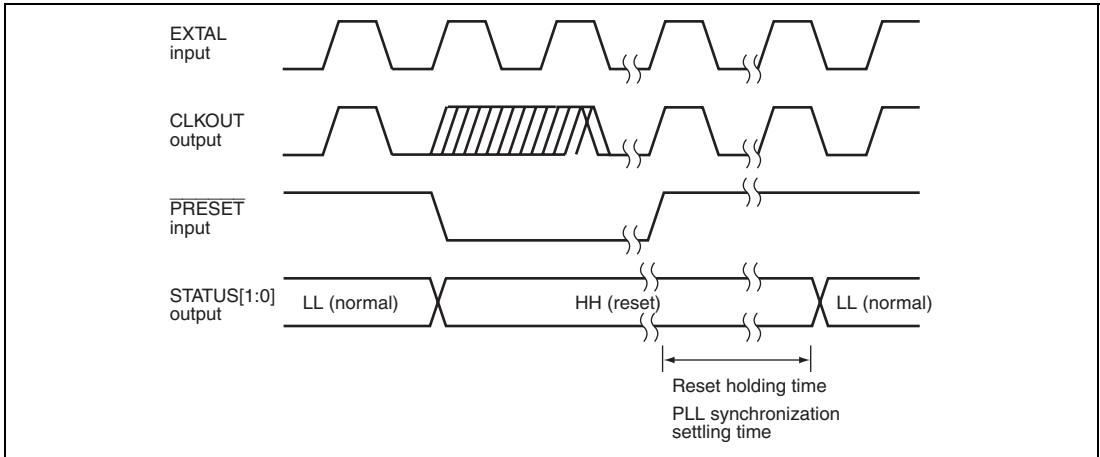 EXTAL
input
CLKOUT
output
PRESET
input
STATUS[1:0]
output
LL (normal)
HH (reset)
LL (normal)
Reset holding time
PLL synchronization
settling time